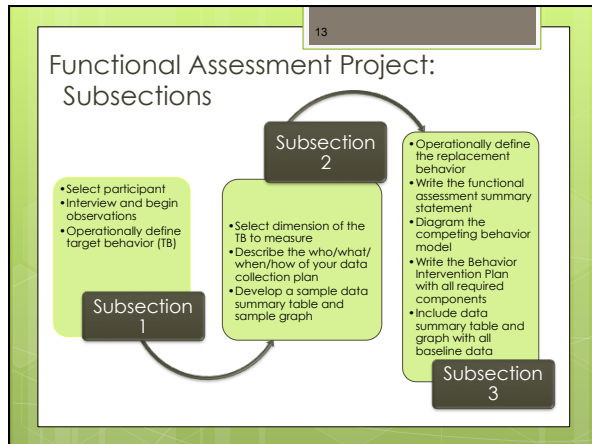 13
Functional Assessment Project:
Subsections
•Select participant
•Interview and begin
observations
•Operationally define
target behavior (TB)
Subsection
1
Subsection
2
•Select dimension of the
TB to measure
•Describe the who/what/
when/how of your data
collection plan
•Develop a sample data
summary table and
sample graph
•Operationally define
the replacement
behavior
•Write the functional
assessment summary
statement
•Diagram the
competing behavior
model
•Write the Behavior
Intervention Plan
with all required
components
•Include data
summary table and
graph with all
baseline data
Subsection
3